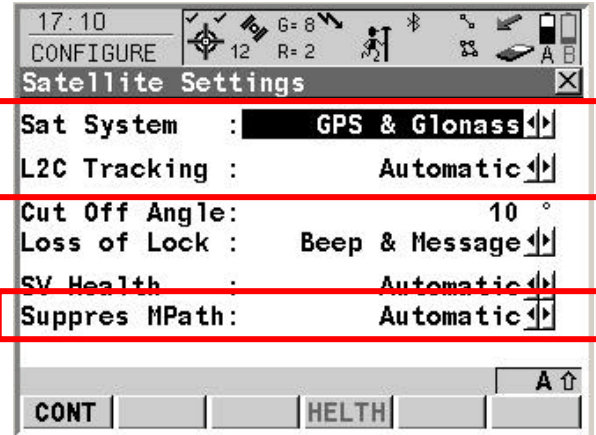 17:10
CONFIGURE
12
G= 8
R= 2
2
A B
Satellite Settings
Sat System : GPS & Glonass
L2C Tracking : Automatic
Cut Off Angle: 10 °
Loss of Lock : Beep & Message
SV Health : Automatic
Suppres MPath: Automatic
A
CONT HELTH